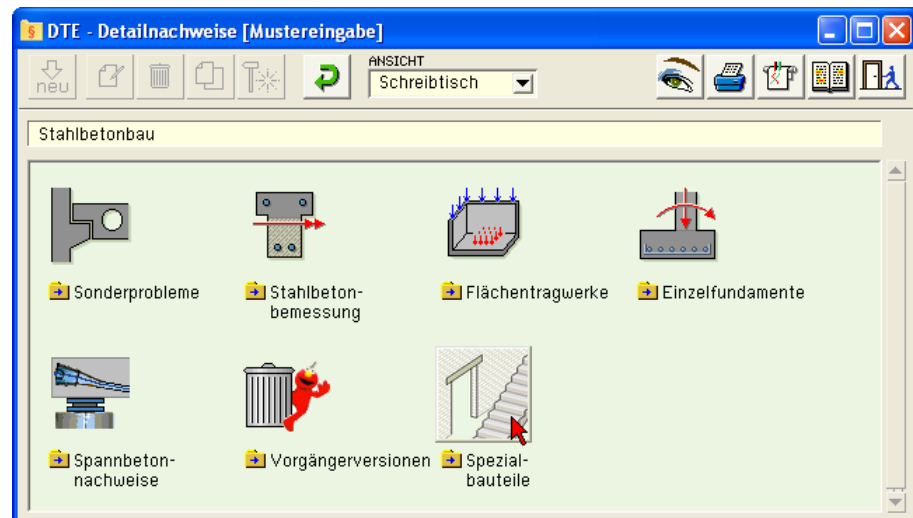 DTE - Detailnachweise [Mustereingabe]
neu
ANSICHT
Schreibtisch
Stahlbetonbau
Sonderprobleme
Stahlbeton-
bemessung
Flächentragwerke
Einzelfundamente
Spannbeton-
nachweise
Vorgängerversionen
Spezial-
bauteile